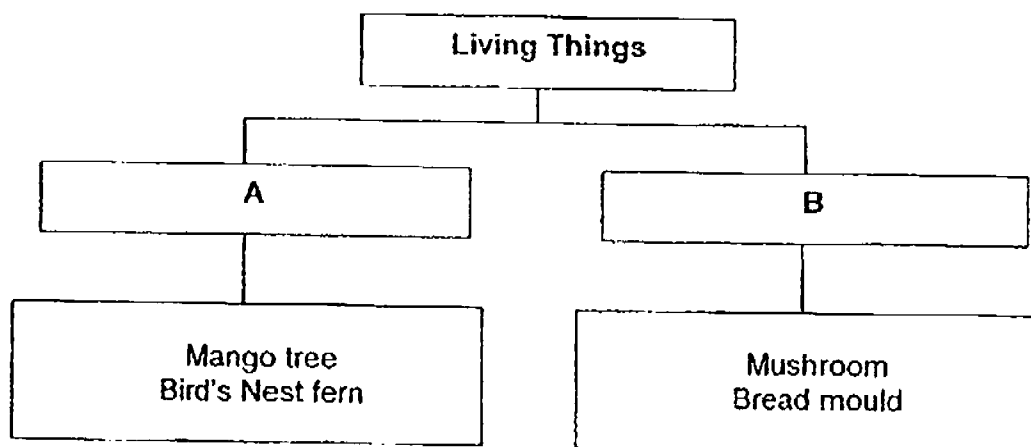 Living Things
A
B
Mango tree
Bird's Nest fern
Mushroom
Bread mould